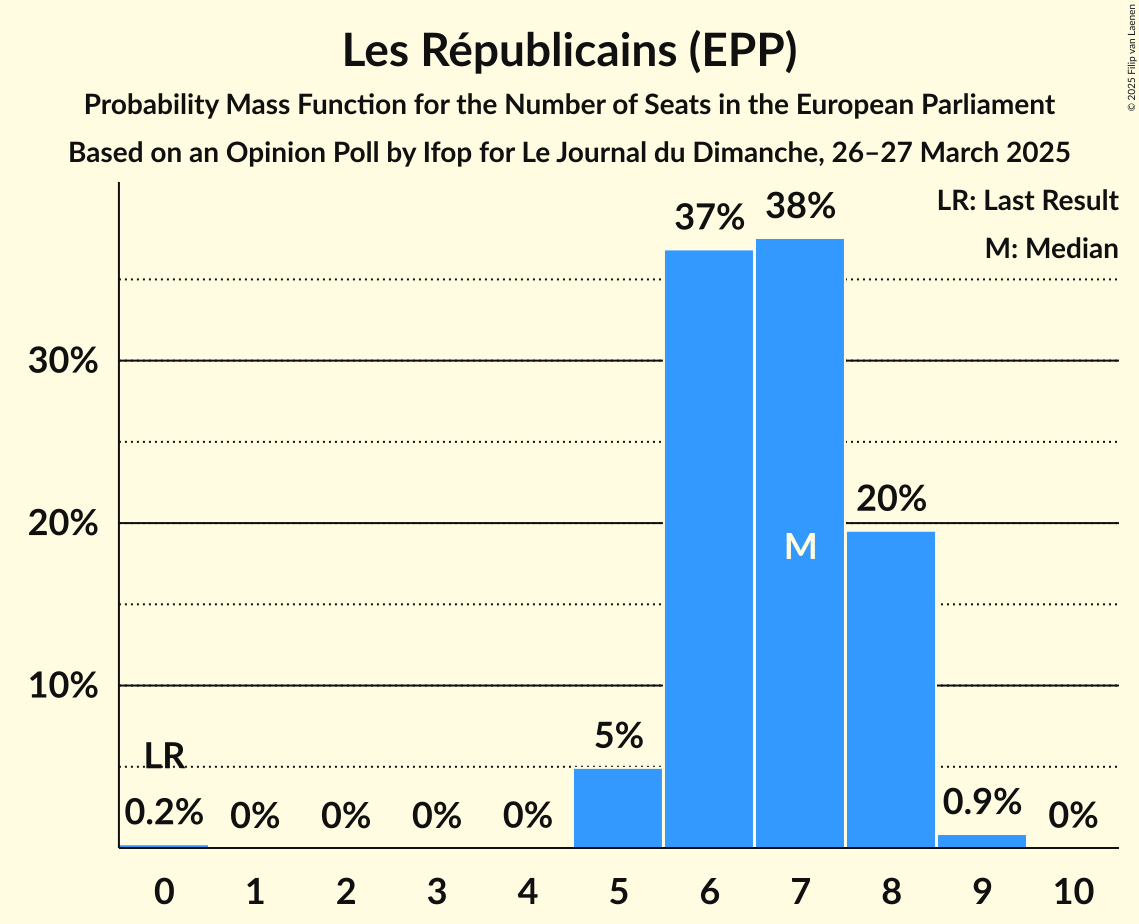 Les Républicains (EPP)
Probability Mass Function for the Number of Seats in the European Parliament
Based on an Opinion Poll by Ifop for Le Journal du Dimanche, 26–27 March 2025
© 2025 Filip van Laenen
LR: Last Result
M: Median
37% 38%
30%
20%
20%
M
10%
5%
LR
0.2% 0% 0% 0% 0% 0.9% 0%
0 1 2 3 4 5 6 7 8 9 10